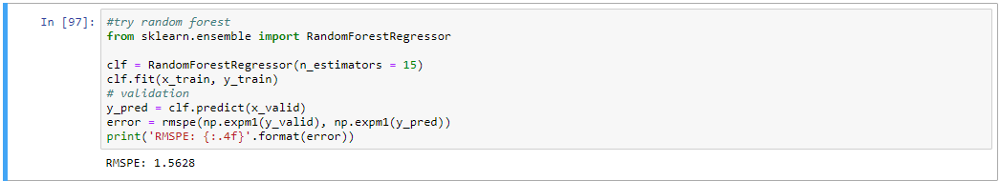 In [97]:
#try random forest
from sklearn.ensemble import RandomForestRegressor
clf = RandomForestRegressor(n_estimators = 15)
clf.fit(x_train, y_train)
# validation
y_pred = clf.predict(x_valid)
error = rmspe(np.expm1(y_valid), np.expm1(y_pred))
print('RMSPE: {:.4f}'.format(error))
RMSPE: 1.5628